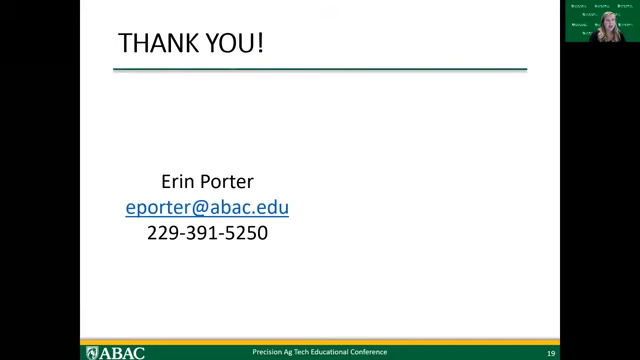 THANK YOU!
Erin Porter
eporter@abac.edu
229-391-5250
ABAC
Precision Ag Tech Educational Conference
19